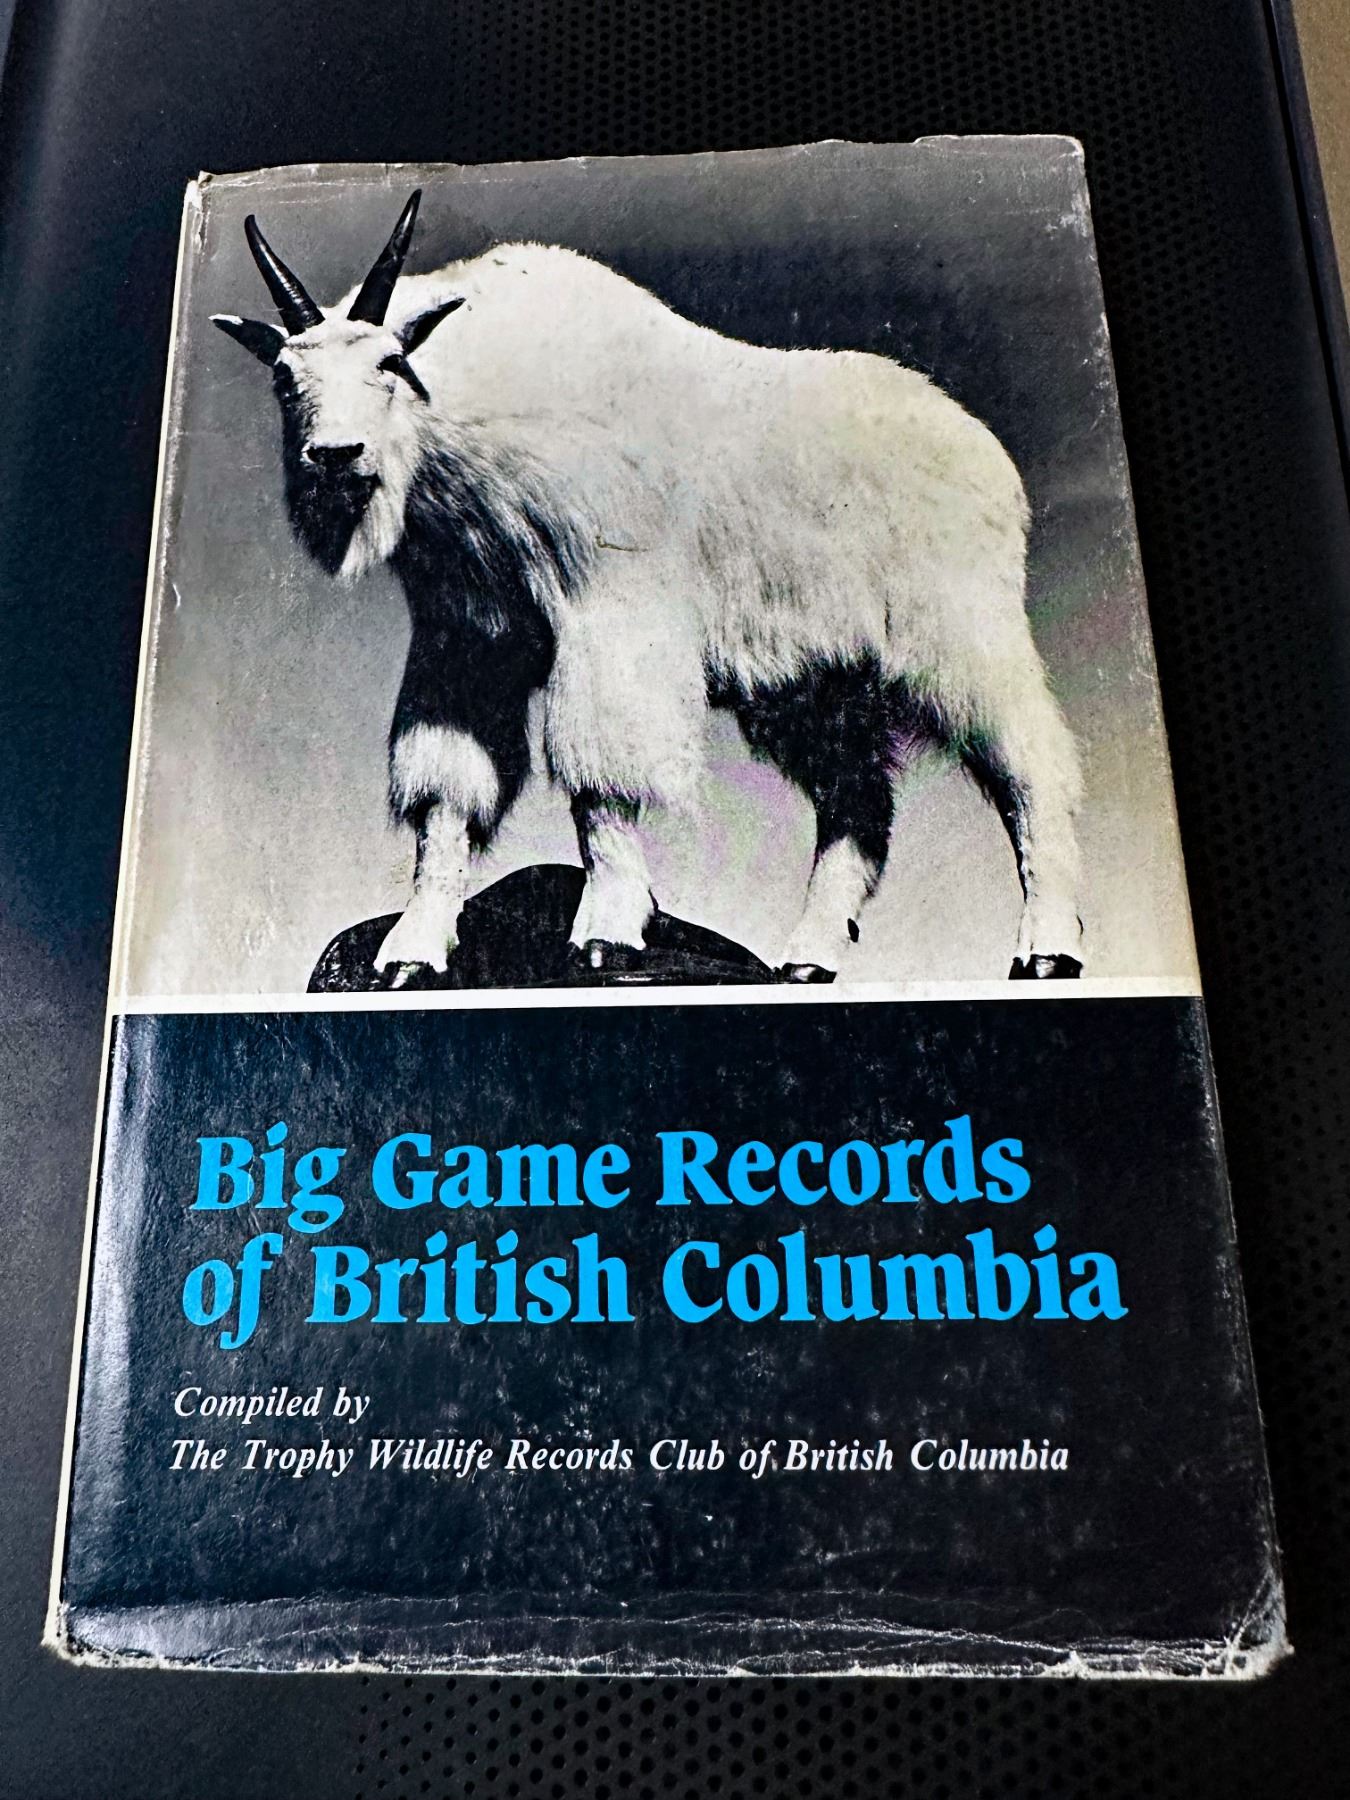 Big Game Records
of British Columbia
Compiled by
The Trophy Wildlife Records Club of British Columbia